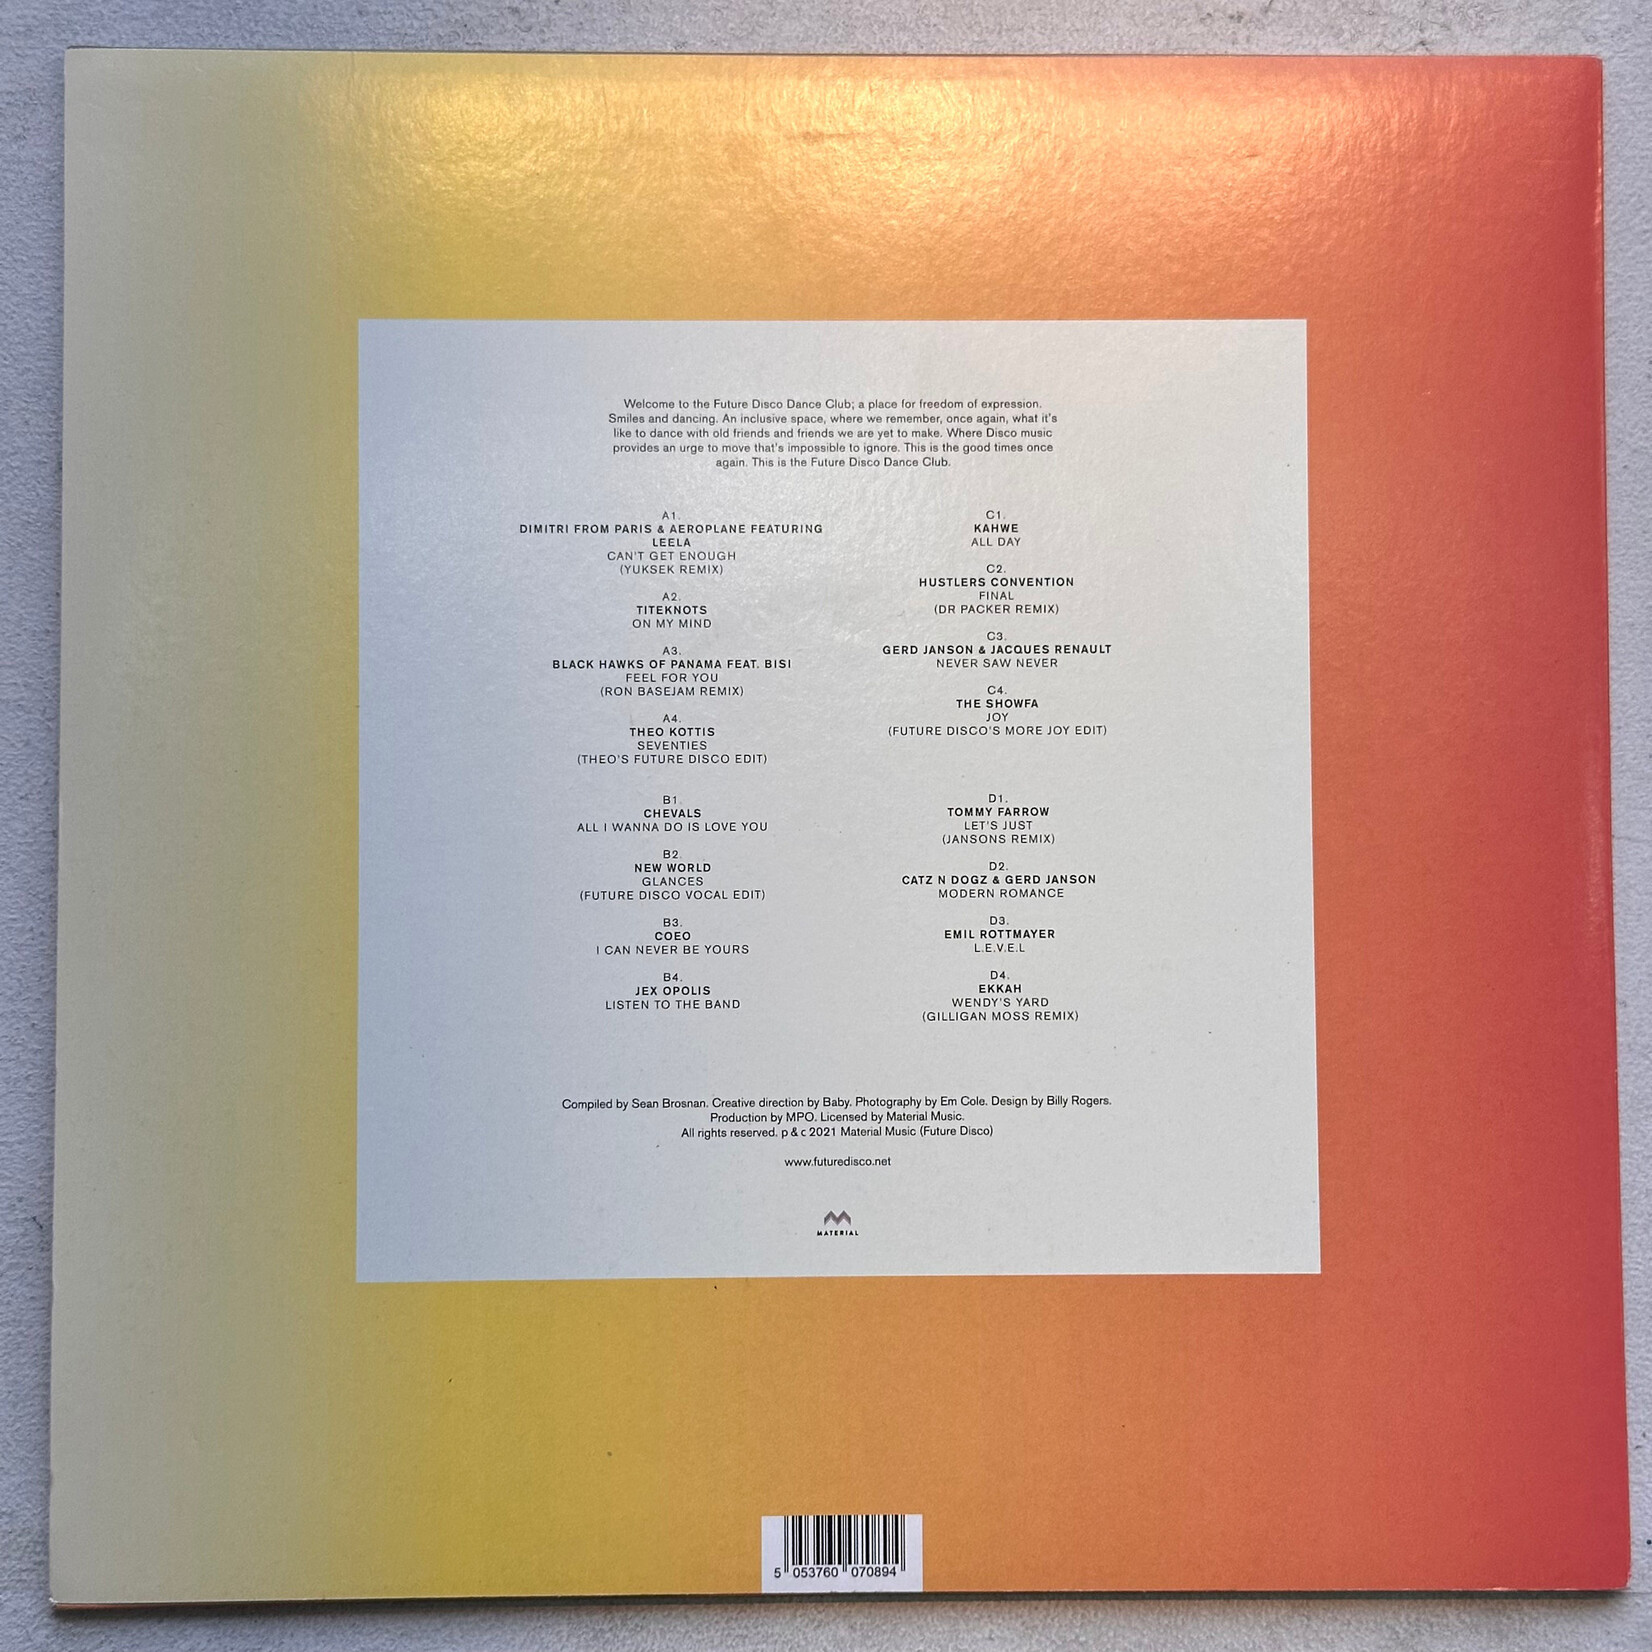 Welcome to the Future Disco Dance Club; a place for freedom of expression.
Smiles and dancing. An inclusive space, where we remember, once again, what it's
like to dance with old friends and friends we are yet to make. Where Disco music
provides an urge to move that's impossible to ignore. This is the good times once
again. This is the Future Disco Dance Club.
A1.
DIMITRI FROM PARIS & AEROPLANE FEATURING
LEELA
CAN'T GET ENOUGH
(YUKSEK REMIX)
A2.
TITEKNOTS
ON MY MIND
A3.
BLACK HAWKS OF PANAMA FEAT. BISI
FEEL FOR YOU
(RON BASEJAM REMIX)
A4.
THEO KOTTIS
SEVENTIES
(THEO'S FUTURE DISCO EDIT)
B1.
CHEVALS
ALL I WANNA DO IS LOVE YOU
B2.
NEW WORLD
GLANCES
(FUTURE DISCO VOCAL EDIT)
B3.
COEO
I CAN NEVER BE YOURS
B4.
JEX OPOLIS
LISTEN TO THE BAND
C1.
KAHWE
ALL DAY
C2.
HUSTLERS CONVENTION
FINAL
(DR PACKER REMIX)
C3.
GERD JANSON & JACQUES RENAULT
NEVER SAW NEVER
C4.
THE SHOWFA
JOY
(FUTURE DISCO'S MORE JOY EDIT)
D1.
TOMMY FARROW
LET'S JUST
(JANSONS REMIX)
D2.
CATZ N DOGZ & GERD JANSON
MODERN ROMANCE
D3.
EMIL ROTTMAYER
L.E.V.E.L
D4.
EKKAH
WENDY'S YARD
(GILLIGAN MOSS REMIX)
Compiled by Sean Brosnan. Creative direction by Baby. Photography by Em Cole. Design by Billy Rogers.
Production by MPO. Licensed by Material Music.
All rights reserved. p & c 2021 Material Music (Future Disco)
www.futuredisco.net
MATERIAL
5 053760 070894